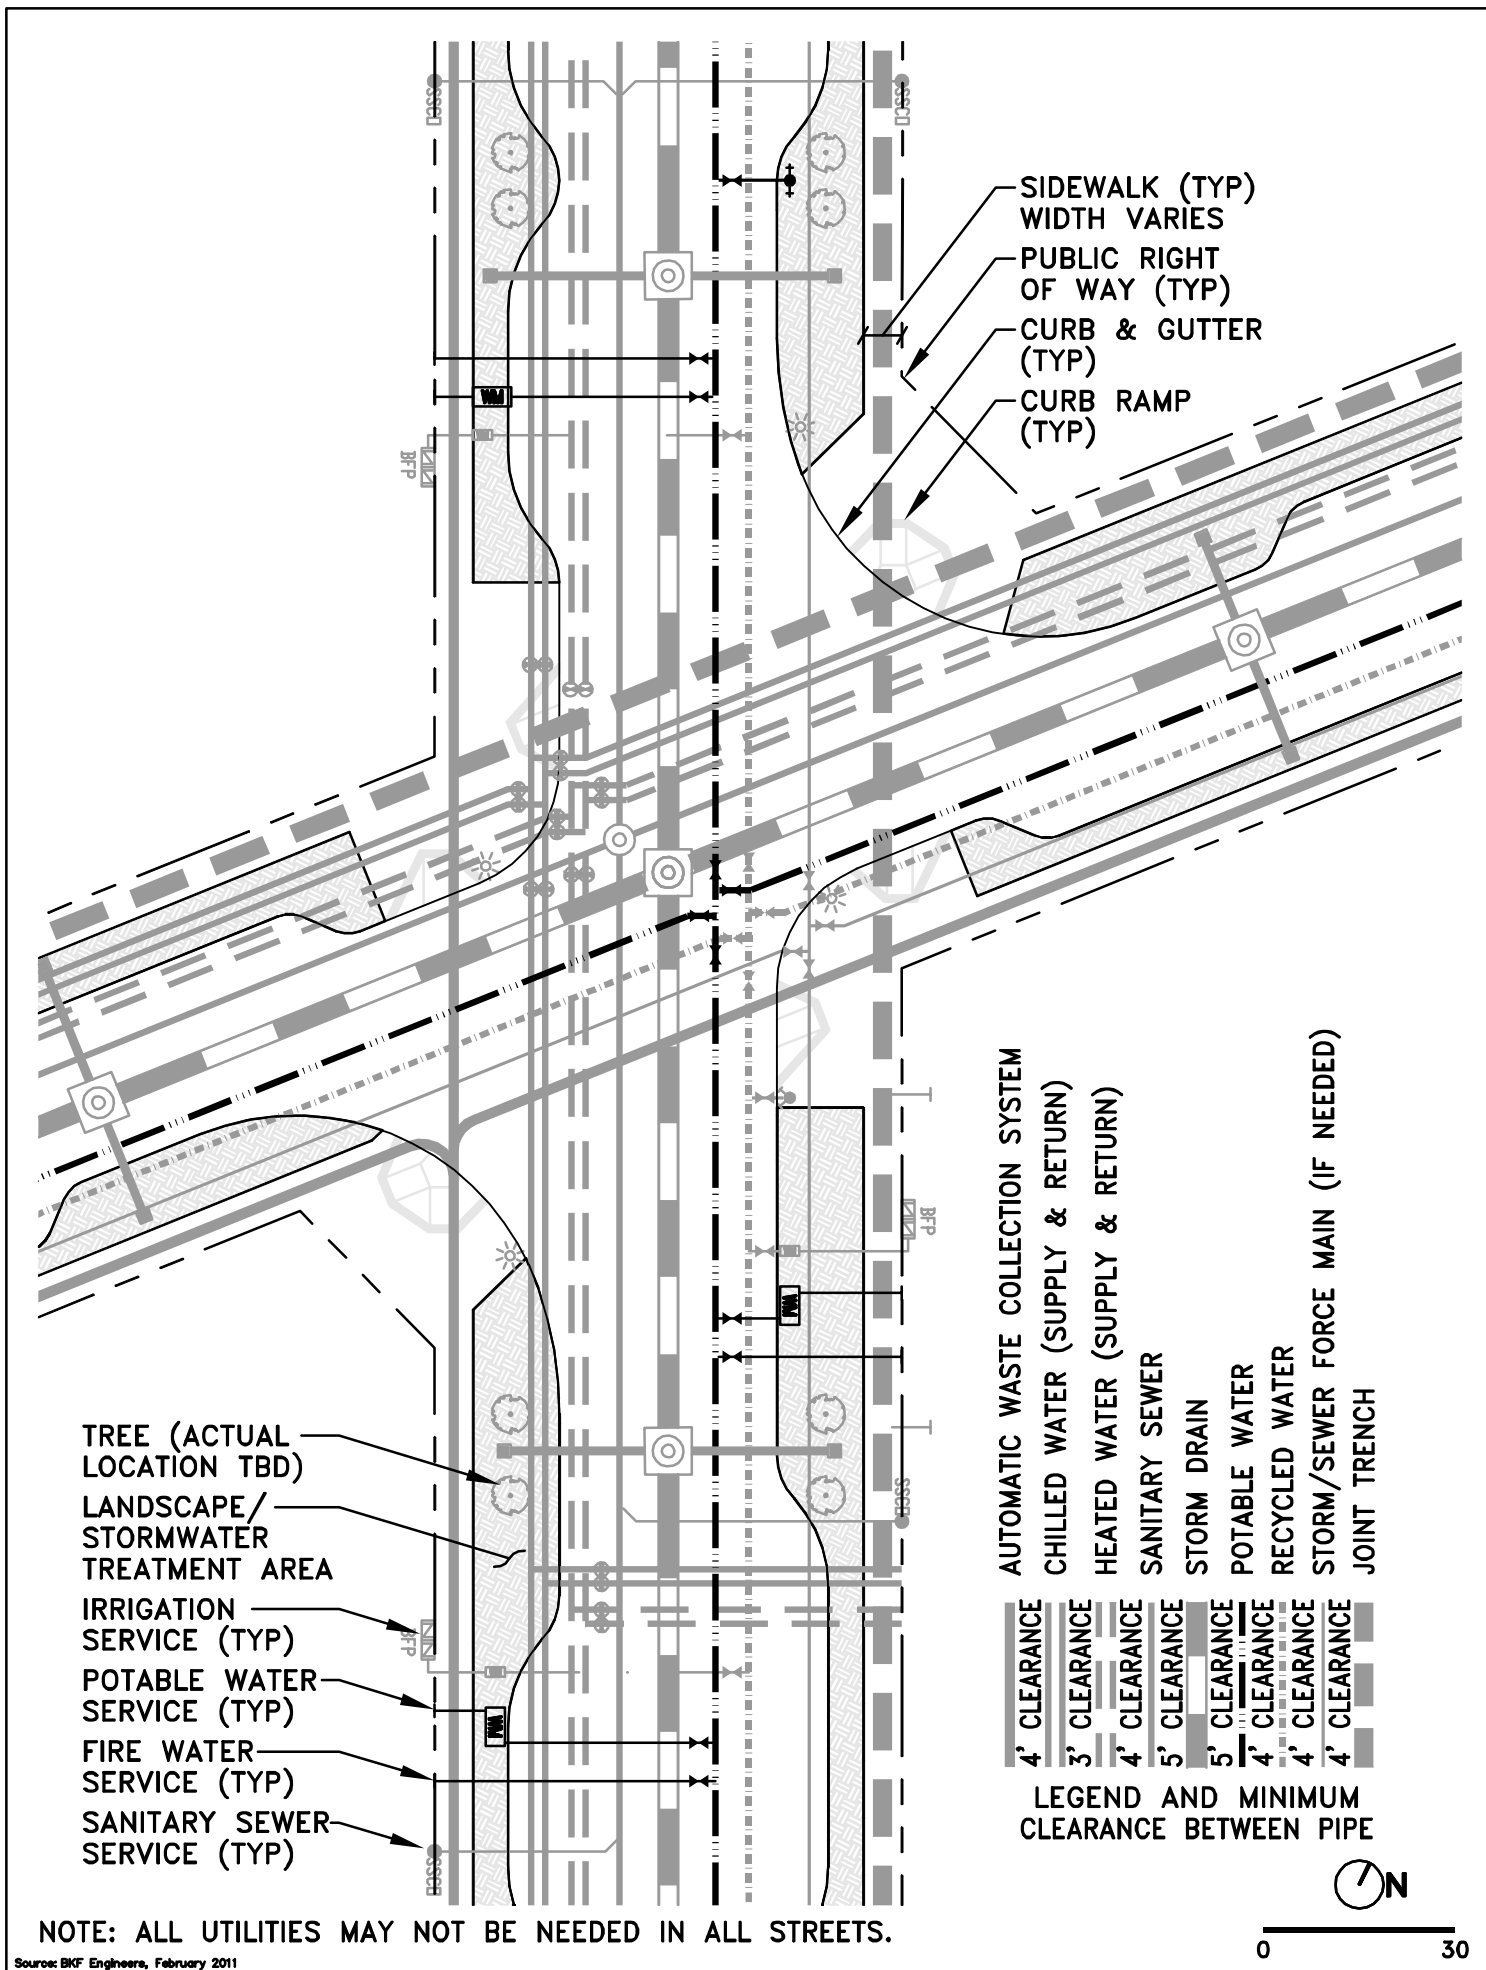 SSCO
SSCO
SIDEWALK (TYP)
WIDTH VARIES
PUBLIC RIGHT
OF WAY (TYP)
CURB & GUTTER
(TYP)
CURB RAMP
(TYP)
WM
BFP
BFP
WM
SSCO
AUTOMATIC WASTE COLLECTION SYSTEM
CHILLED WATER (SUPPLY & RETURN)
HEATED WATER (SUPPLY & RETURN)
SANITARY SEWER
STORM DRAIN
POTABLE WATER
RECYCLED WATER
STORM/SEWER FORCE MAIN (IF NEEDED)
JOINT TRENCH
4' CLEARANCE
3' CLEARANCE
4' CLEARANCE
5' CLEARANCE
5' CLEARANCE
4' CLEARANCE
4' CLEARANCE
4' CLEARANCE
LEGEND AND MINIMUM
CLEARANCE BETWEEN PIPE
TREE (ACTUAL
LOCATION TBD)
LANDSCAPE/
STORMWATER
TREATMENT AREA
IRRIGATION
SERVICE (TYP)
BFP
POTABLE WATER
SERVICE (TYP)
WM
FIRE WATER
SERVICE (TYP)
SANITARY SEWER
SERVICE (TYP)
SSCO
N
0 30
NOTE: ALL UTILITIES MAY NOT BE NEEDED IN ALL STREETS.
Source: BKF Engineers, February 2011